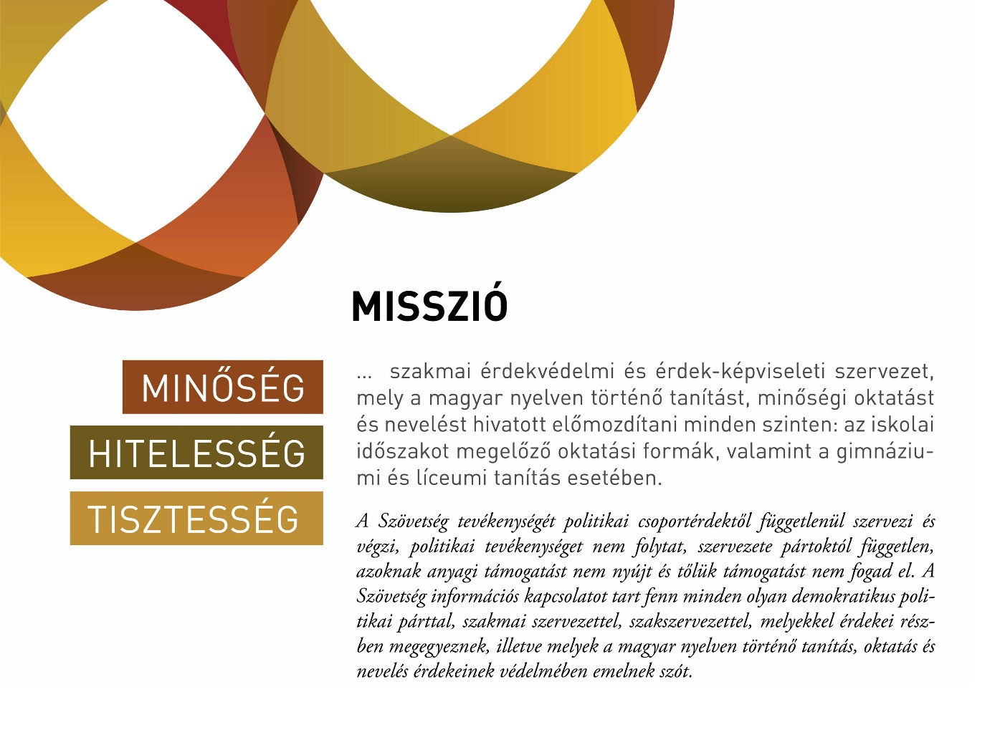 MISSZIÓ
MINŐSÉG
HITELESSÉG
TISZTESSÉG
... szakmai érdekvédelmi és érdek-képviseleti szervezet,
mely a magyar nyelven történő tanítást, minőségi oktatást
és nevelést hivatott előmozdítani minden szinten: az iskolai
időszakot megelőző oktatási formák, valamint a gimnáziu-
mi és líceumi tanítás esetében.
A Szövetség tevékenységét politikai csoportérdektől függetlenül szervezi és
végzi, politikai tevékenységet nem folytat, szervezete pártoktól független,
azoknak anyagi támogatást nem nyújt és tőlük támogatást nem fogad el. A
Szövetség információs kapcsolatot tart fenn minden olyan demokratikus poli-
tikai párttal, szakmai szervezettel, szakszervezettel, melyekkel érdekei rész-
ben megegyeznek, illetve melyek a magyar nyelven történő tanítás, oktatás és
nevelés érdekeinek védelmében emelnek szót.